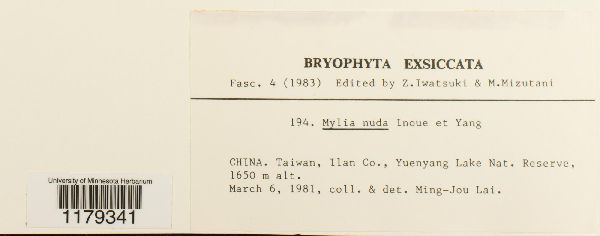 BRYOPHYTA EXSICCATA
Fasc. 4 (1983) Edited by Z.Iwatsuki & M.Mizutani
194. Mylia nuda Inoue et Yang
CHINA. Taiwan, Ilan Co., Yuenyang Lake Nat. Reserve,
1650 m alt.
March 6, 1981, coll. & det. Ming-Jou Lai.
University of Minnesota Herbarium
1179341